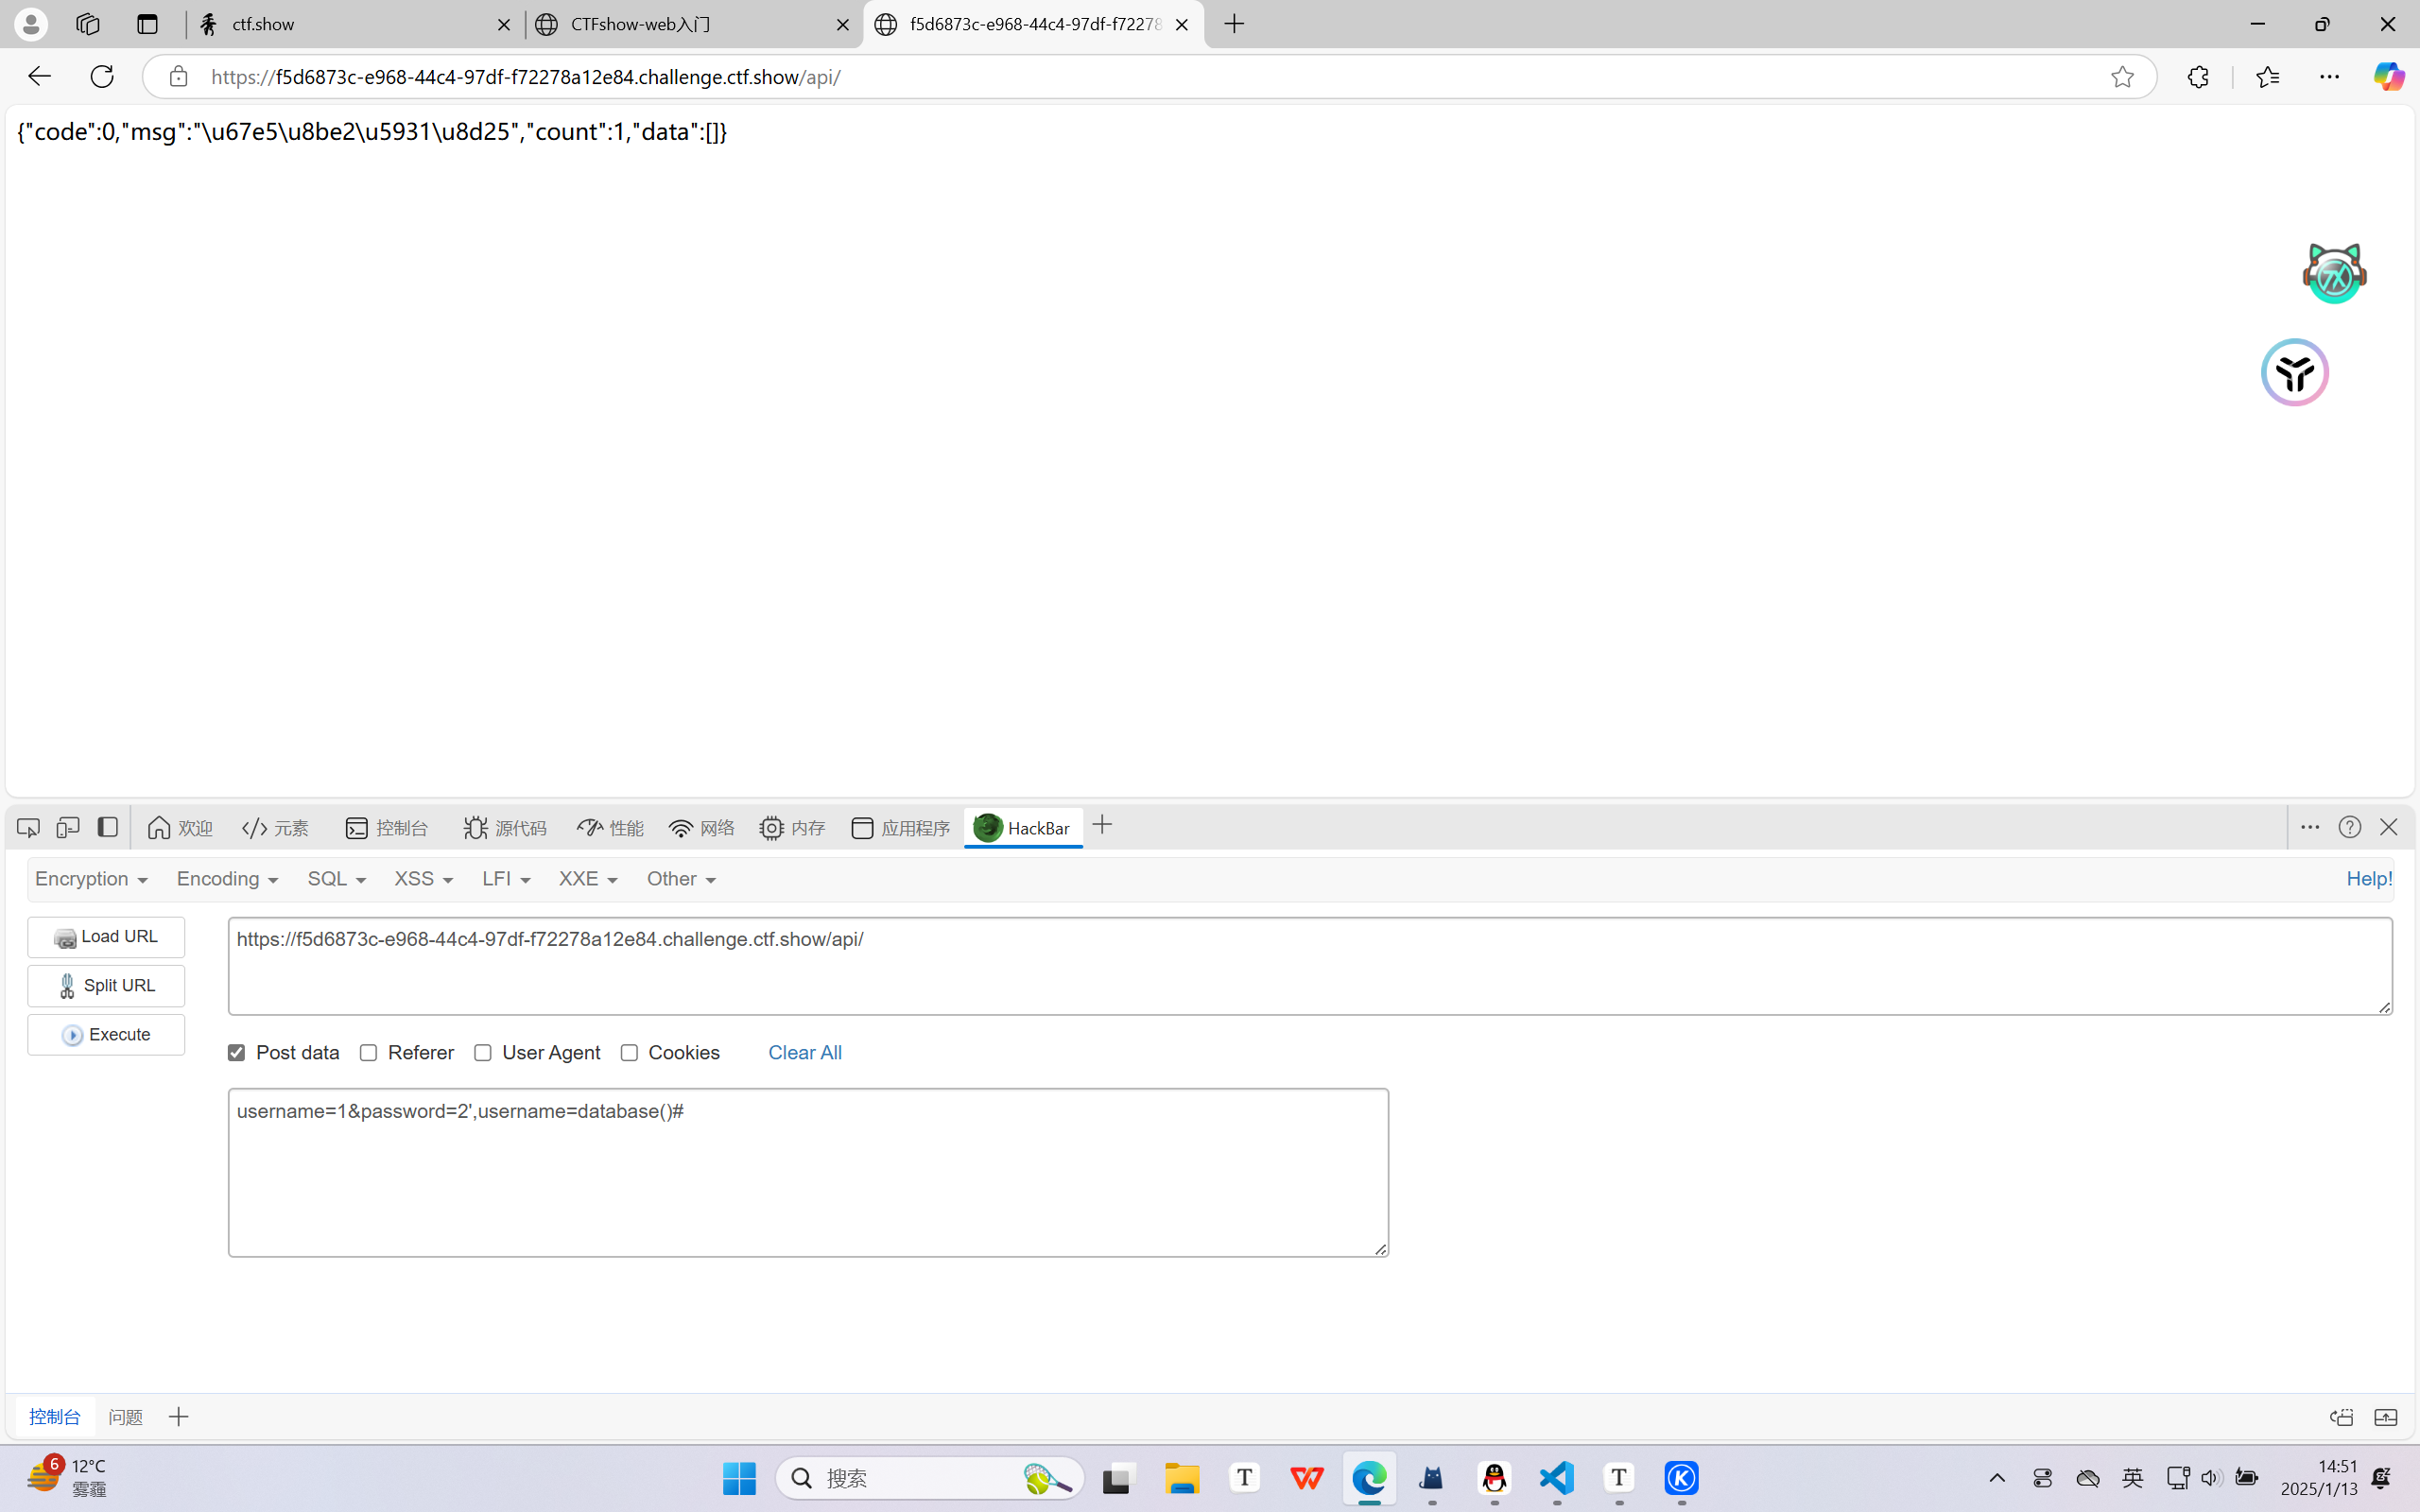 ctf.show
CTFshow-web入门
f5d6873c-e968-44c4-97df-f72278
https://f5d6873c-e968-44c4-97df-f72278a12e84.challenge.ctf.show/api/
{"code":0,"msg":"\u67e5\u8be2\u5931\u8d25","count":1,"data":[]}
欢迎 元素 控制台 源代码 性能 网络 内存 应用程序 HackBar
Encryption Encoding SQL XSS LFI XXE Other Help!
Load URL
https://f5d6873c-e968-44c4-97df-f72278a12e84.challenge.ctf.show/api/
Split URL
Execute
Post data Referer User Agent Cookies Clear All
username=1&password=2',username=database()#
控制台 问题
6
12°C
雾霾
搜索
英
14:51
2025/1/13